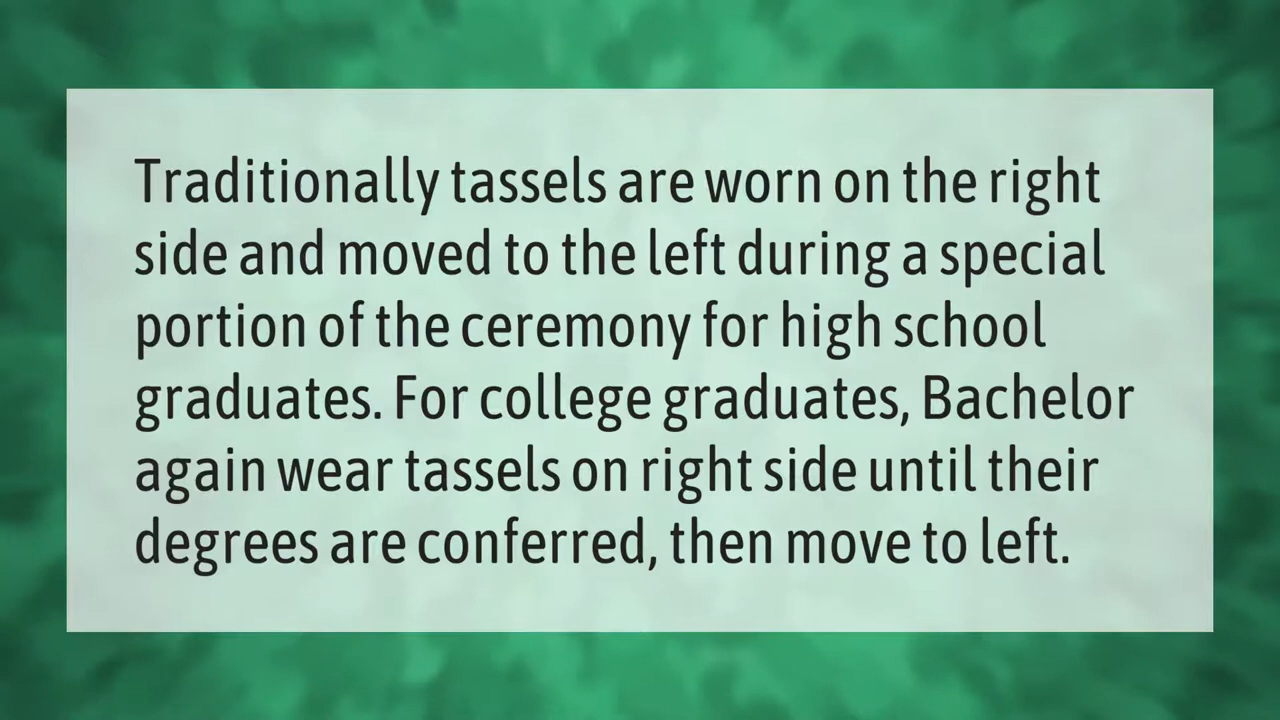 Traditionally tassels are worn on the right
side and moved to the left during a special
portion of the ceremony for high school
graduates. For college graduates, Bachelor
again wear tassels on right side until their
degrees are conferred, then move to left.